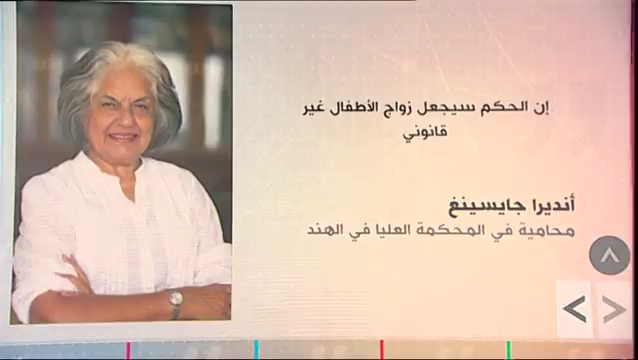 إن الحكم سيجعل زواج الأطفال غير
قانوني
أنديرا جايسينغ
محامية في المحكمة العليا في الهند